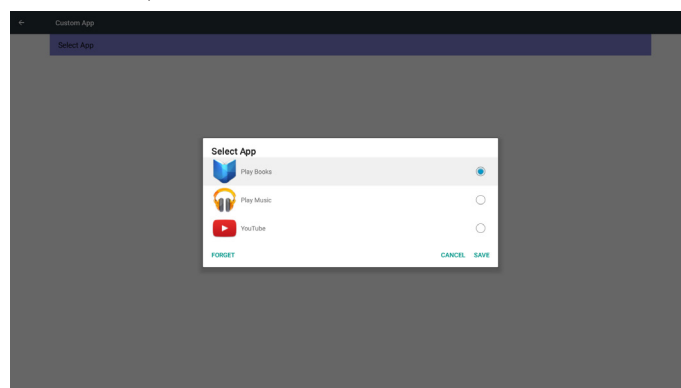 Custom App
Select App
Select App
Play Books
Play Music
YouTube
FORGET CANCEL SAVE